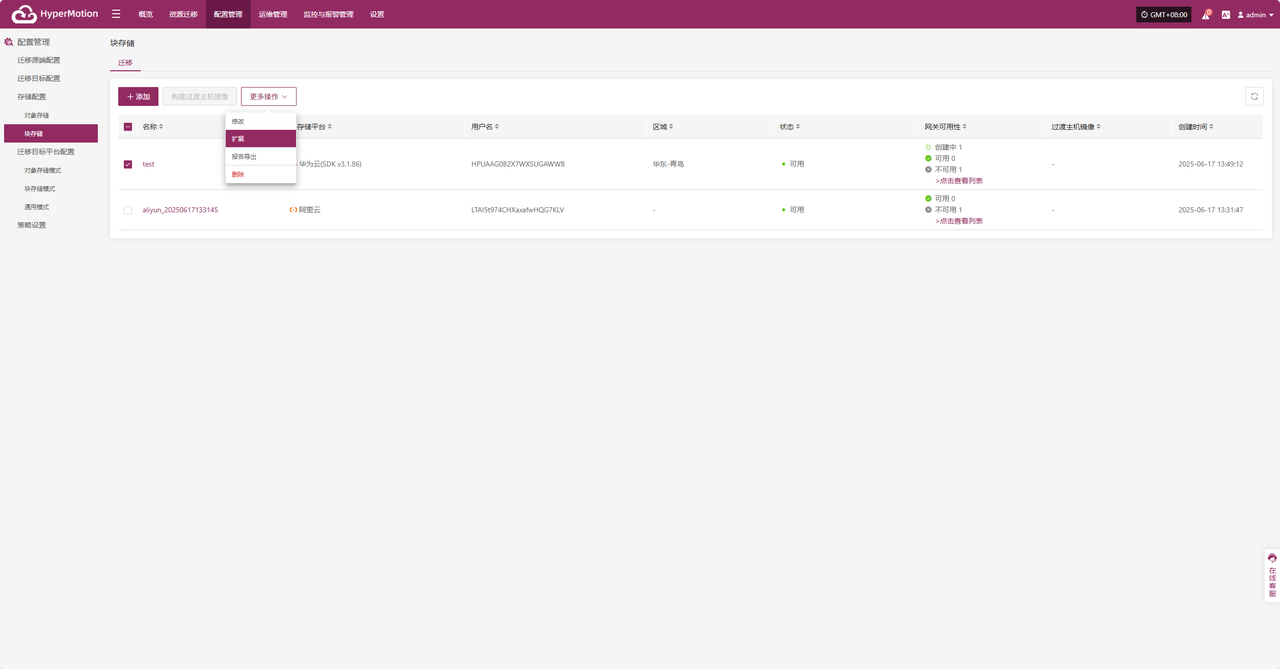 HyperMotion
概览
资源迁移
配置管理
运维管理
监控与报警管理
设置
GMT+08:00
0
admin
配置管理
迁移源端配置
迁移目标配置
存储配置
对象存储
块存储
迁移目标平台配置
对象存储模式
块存储模式
通用模式
策略设置
块存储
迁移
添加
构建过渡主机镜像
更多操作
修改
扩展
报告导出
删除
名称
存储平台
用户名
区域
状态
网关可用性
过渡主机镜像
创建时间
test
华为云(SDK v3.1.86)
HPUAAG0B2X7WXSUGAWW8
华东-青岛
可用
创建中 1
可用 0
不可用 1
>点击查看列表
-
2025-06-17 13:49:12
aliyun_20250617133145
阿里云
LTAI5t974CHXaxafwHQG7KLV
-
可用
可用 0
不可用 1
>点击查看列表
-
2025-06-17 13:31:47
在线客服